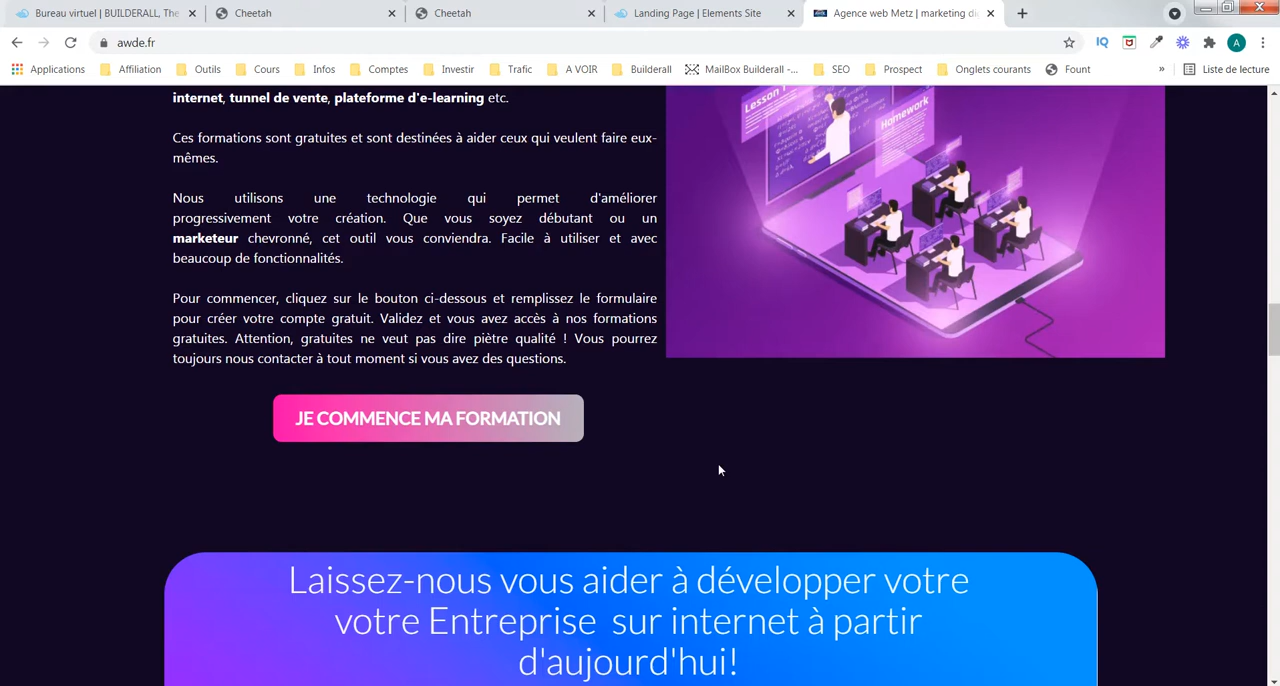 Bureau virtuel | BUILDERALL, The
Cheetah
Cheetah
Landing Page | Elements Site
Agence web Metz | marketing di
awde.fr
IQ
A
Applications
Affiliation
Outils
Cours
Infos
Comptes
Investir
Trafic
A VOIR
Builderall
MailBox Builderall -...
SEO
Prospect
Onglets courants
Fount
»
Liste de lecture
internet, tunnel de vente, plateforme d'e-learning etc.
Ces formations sont gratuites et sont destinées à aider ceux qui veulent faire eux-
mêmes.
Nous utilisons une technologie qui permet d'améliorer
progressivement votre création. Que vous soyez débutant ou un
marketeur chevronné, cet outil vous conviendra. Facile à utiliser et avec
beaucoup de fonctionnalités.
Pour commencer, cliquez sur le bouton ci-dessous et remplissez le formulaire
pour créer votre compte gratuit. Validez et vous avez accès à nos formations
gratuites. Attention, gratuites ne veut pas dire piètre qualité ! Vous pourrez
toujours nous contacter à tout moment si vous avez des questions.
Lesson 1
Homework
JE COMMENCE MA FORMATION
Laissez-nous vous aider à développer votre
votre Entreprise sur internet à partir
d'aujourd'hui!